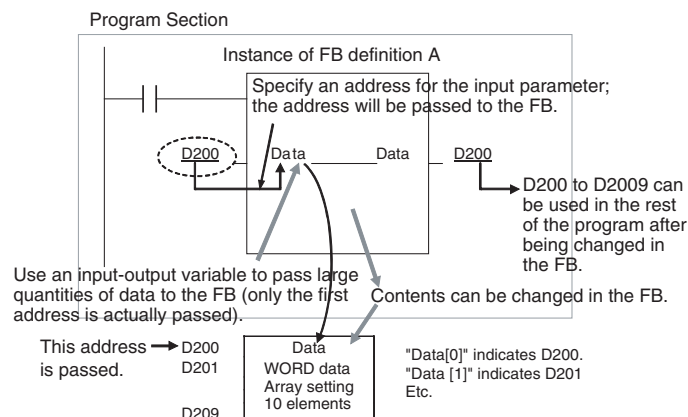 Program Section
Instance of FB definition A
Specify an address for the input parameter;
the address will be passed to the FB.
D200
Data
Data
D200
D200 to D2009 can
be used in the rest
of the program after
being changed in
the FB.
Use an input-output variable to pass large
quantities of data to the FB (only the first
address is actually passed).
Contents can be changed in the FB.
This address
is passed.
D200
D201
D209
Data
WORD data
Array setting
10 elements
"Data[0]" indicates D200.
"Data [1]" indicates D201
Etc.